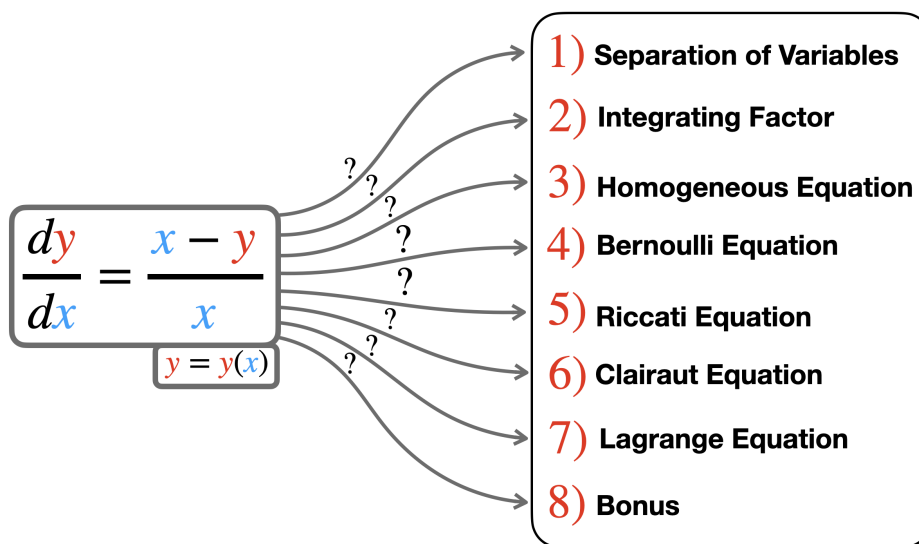 dy/dx = (x − y)/x
y = y(x)
?
?
?
?
?
?
?
?
1) Separation of Variables
2) Integrating Factor
3) Homogeneous Equation
4) Bernoulli Equation
5) Riccati Equation
6) Clairaut Equation
7) Lagrange Equation
8) Bonus